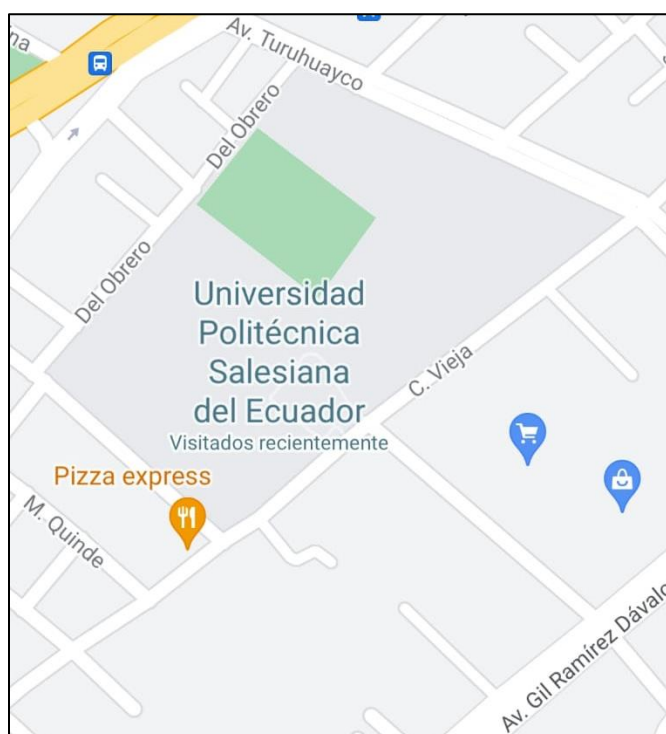 na
Av. Turuhuayco
Del Obrero
Del Obrero
Universidad
Politécnica
Salesiana
del Ecuador
Visitados recientemente
C. Vieja
Pizza express
M. Quinde
Av. Gil Ramírez Dávalo